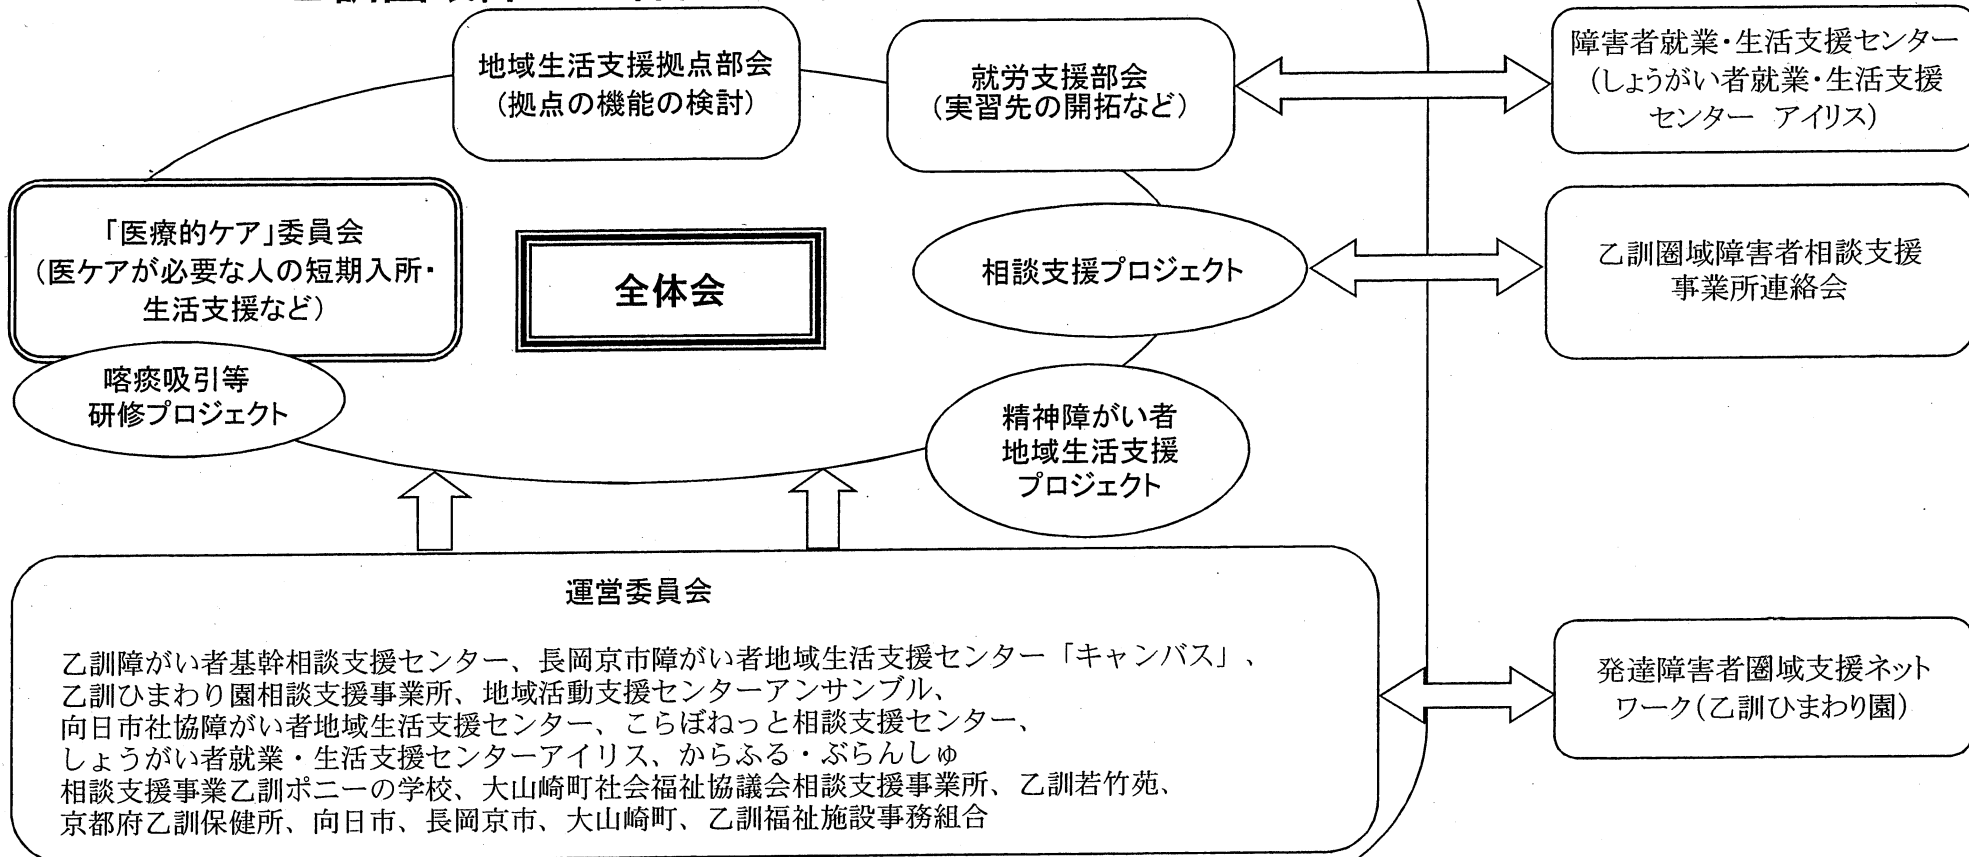 地域生活支援拠点部会
(拠点の機能の検討)
就労支援部会
(実習先の開拓など)
障害者就業・生活支援センター
(しょうがい者就業・生活支援
センター アイリス)
「医療的ケア」委員会
(医ケアが必要な人の短期入所・
生活支援など)
全体会
相談支援プロジェクト
乙訓圏域障害者相談支援
事業所連絡会
喀痰吸引等
研修プロジェクト
精神障がい者
地域生活支援
プロジェクト
運営委員会
乙訓障がい者基幹相談支援センター、長岡京市障がい者地域生活支援センター「キャンバス」、
乙訓ひまわり園相談支援事業所、地域活動支援センターアンサンブル、
向日市社協障がい者地域生活支援センター、こらぼねっと相談支援センター、
しょうがい者就業・生活支援センターアイリス、からふる・ぶらんしゅ
相談支援事業乙訓ポニーの学校、大山崎町社会福祉協議会相談支援事業所、乙訓若竹苑、
京都府乙訓保健所、向日市、長岡京市、大山崎町、乙訓福祉施設事務組合
発達障害者圏域支援ネット
ワーク(乙訓ひまわり園)